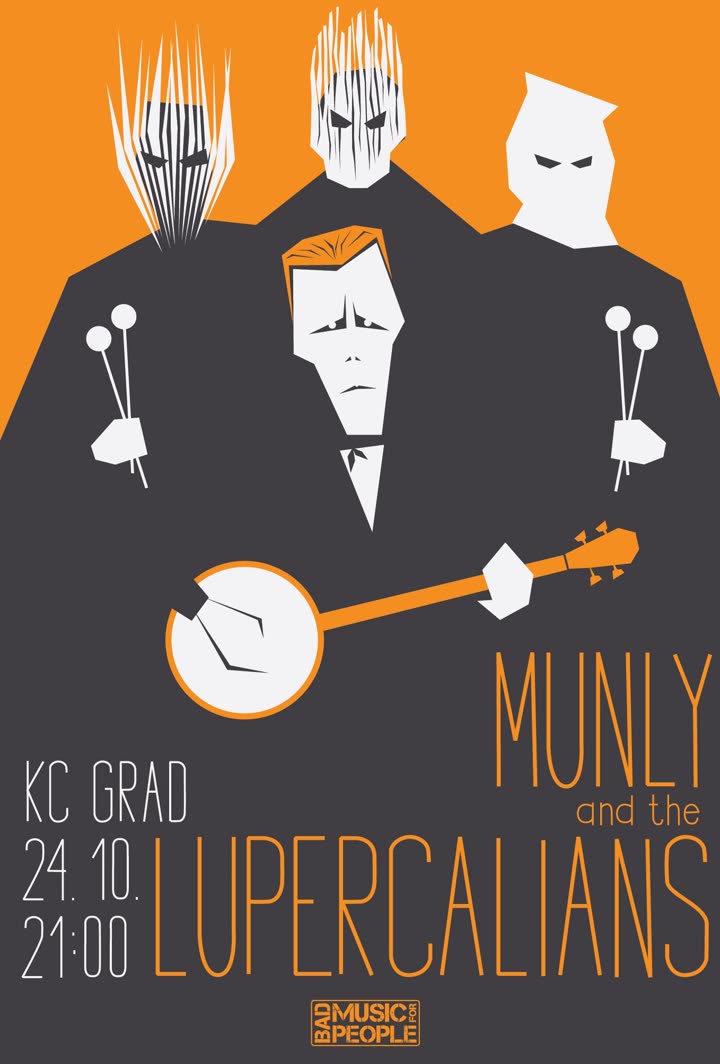 MUNLY
and the
LUPERCALIANS
KC GRAD
24. 10.
21:00
BAD MUSIC FOR PEOPLE